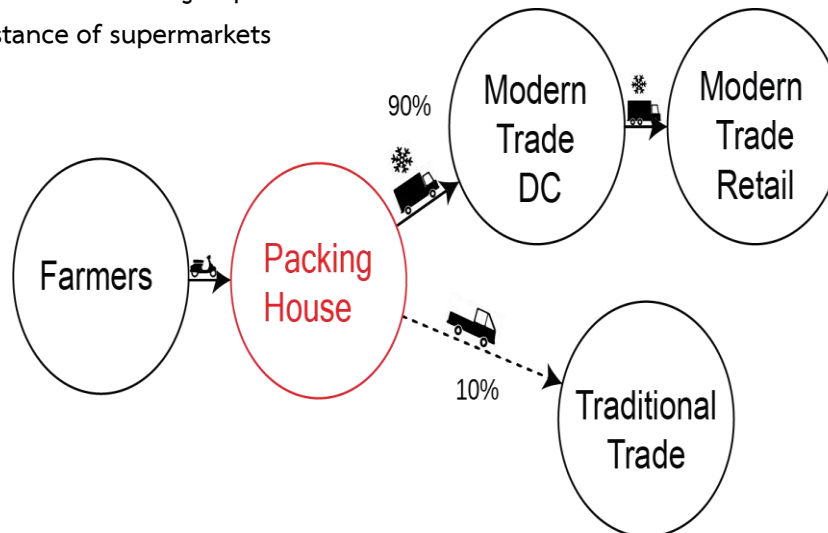 stance of supermarkets
90%
Modern
Trade
DC
Modern
Trade
Retail
Farmers
Packing
House
10%
Traditional
Trade